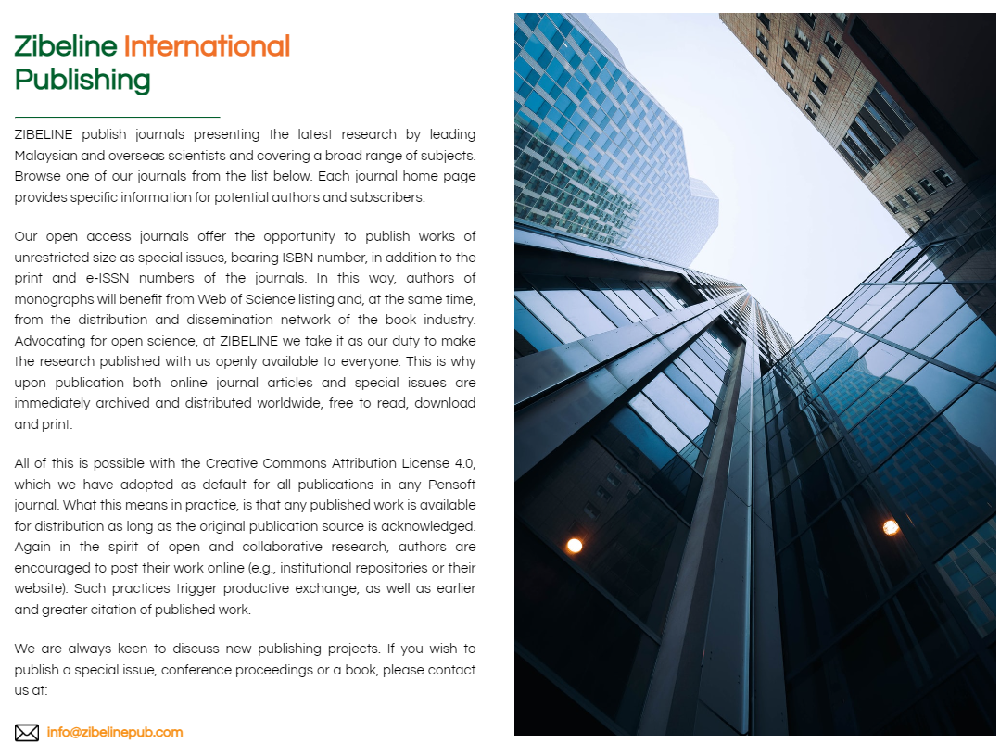 Zibeline International
Publishing
ZIBELINE publish journals presenting the latest research by leading
Malaysian and overseas scientists and covering a broad range of subjects.
Browse one of our journals from the list below. Each journal home page
provides specific information for potential authors and subscribers.
Our open access journals offer the opportunity to publish works of
unrestricted size as special issues, bearing ISBN number, in addition to the
print and e-ISSN numbers of the journals. In this way, authors of
monographs will benefit from Web of Science listing and, at the same time,
from the distribution and dissemination network of the book industry.
Advocating for open science, at ZIBELINE we take it as our duty to make
the research published with us openly available to everyone. This is why
upon publication both online journal articles and special issues are
immediately archived and distributed worldwide, free to read, download
and print.
All of this is possible with the Creative Commons Attribution License 4.0,
which we have adopted as default for all publications in any Pensoft
journal. What this means in practice, is that any published work is available
for distribution as long as the original publication source is acknowledged.
Again in the spirit of open and collaborative research, authors are
encouraged to post their work online (e.g., institutional repositories or their
website). Such practices trigger productive exchange, as well as earlier
and greater citation of published work.
We are always keen to discuss new publishing projects. If you wish to
publish a special issue, conference proceedings or a book, please contact
us at:
info@zibelinepub.com